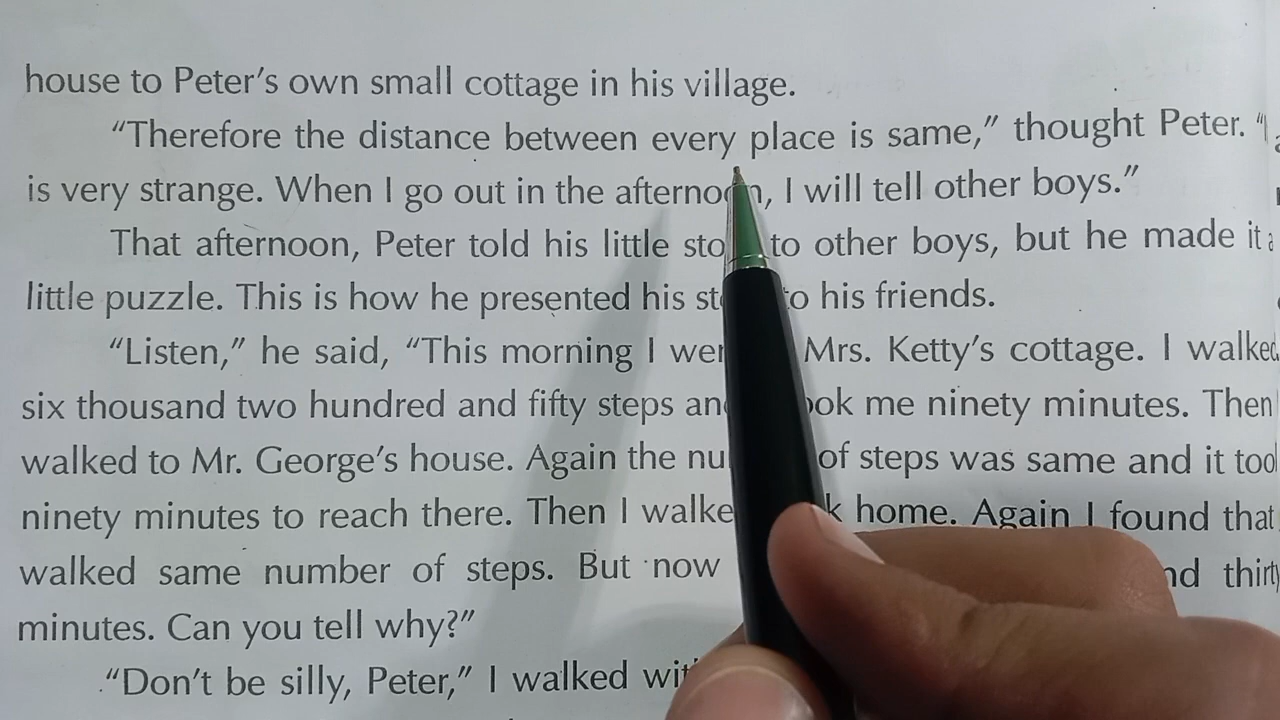 house to Peter's own small cottage in his village.
"Therefore the distance between every place is same," thought Peter. "
is very strange. When I go out in the afternoon, I will tell other boys."
That afternoon, Peter told his little to other boys, but he made it a
little puzzle. This is how he presented his to his friends.
"Listen," he said, "This morning I Mrs. Ketty's cottage. I walked
six thousand two hundred and fifty steps me ninety minutes. Then
walked to Mr. George's house. Again the of steps was same and it
ninety minutes to reach there. Then I home. Again I found that
walked same number of steps. But now thirty
minutes. Can you tell why?"
"Don't be silly, Peter," I walked